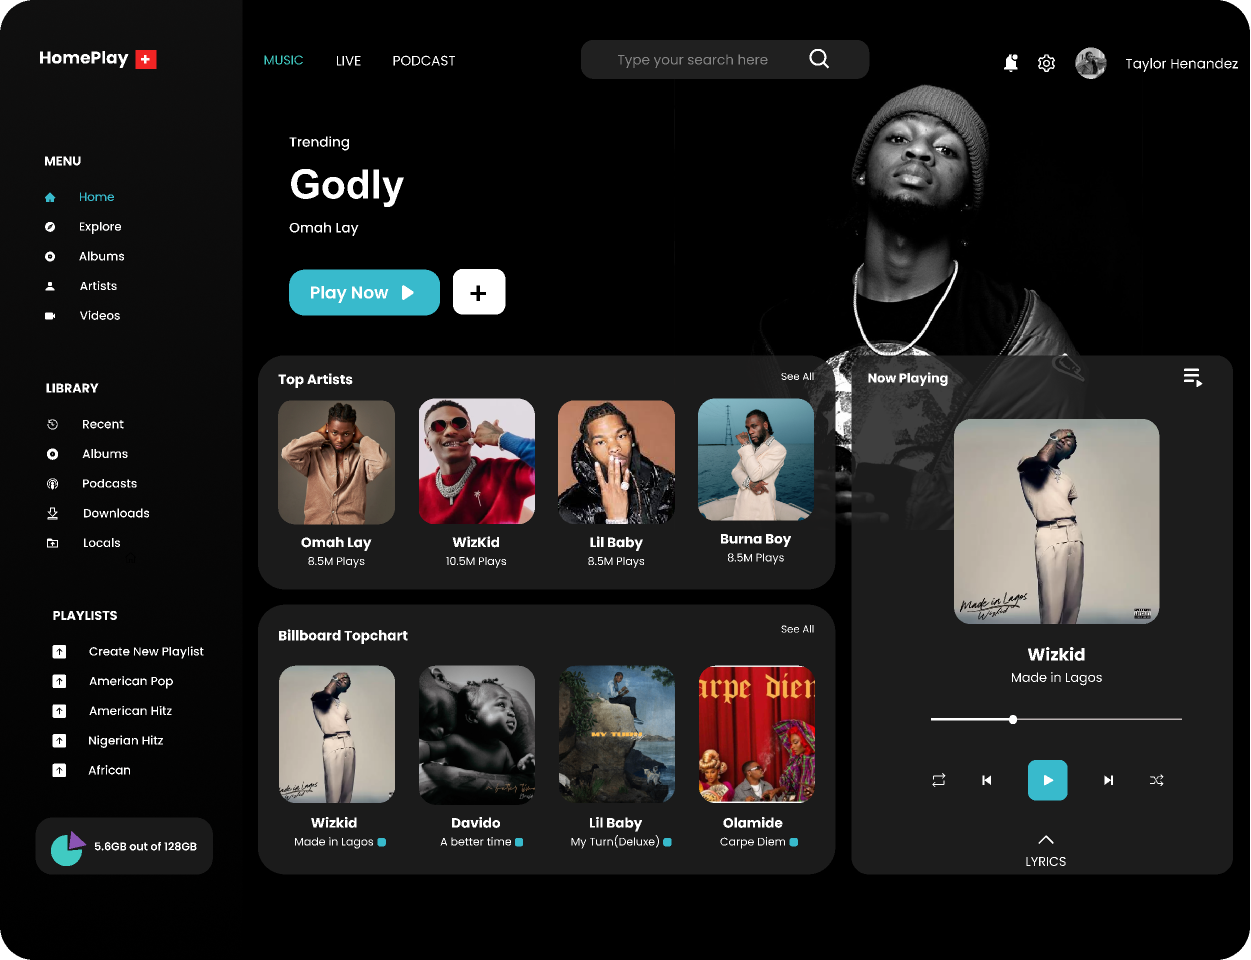 HomePlay
MUSIC LIVE PODCAST
Type your search here
Taylor Henandez
MENU
Home
Explore
Albums
Artists
Videos
LIBRARY
Recent
Albums
Podcasts
Downloads
Locals
PLAYLISTS
Create New Playlist
American Pop
American Hitz
Nigerian Hitz
African
5.6GB out of 128GB
Trending
Godly
Omah Lay
Play Now
Top Artists
See All
Omah Lay
8.5M Plays
WizKid
10.5M Plays
Lil Baby
8.5M Plays
Burna Boy
8.5M Plays
Billboard Topchart
See All
Wizkid
Made in Lagos
Davido
A better time
MY TURN
Lil Baby
My Turn(Deluxe)
arpe diem
Olamide
Carpe Diem
Now Playing
Made in Lagos
Wizkid
Wizkid
Made in Lagos
LYRICS